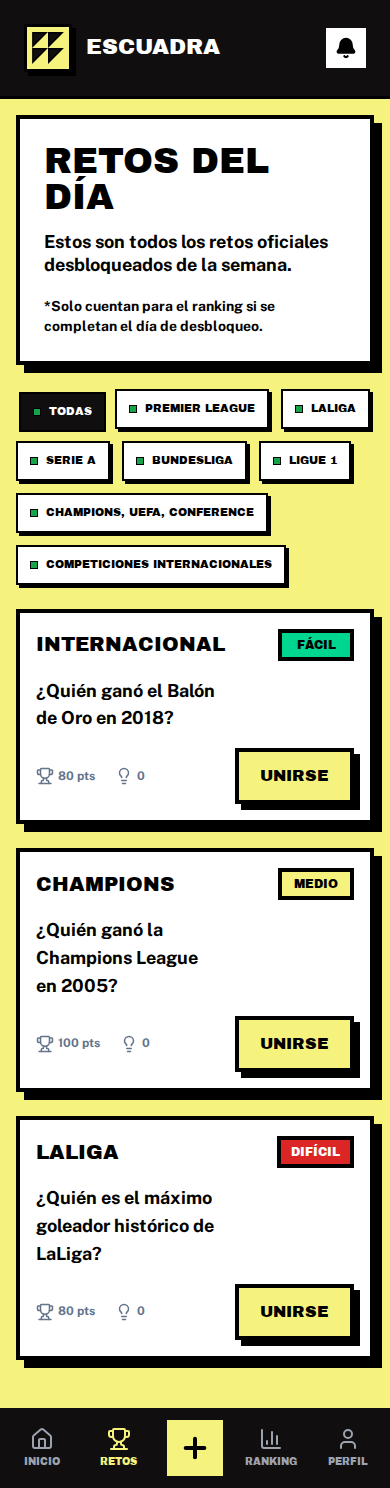 ESCUADRA
RETOS DEL
DÍA
Estos son todos los retos oficiales
desbloqueados de la semana.
*Solo cuentan para el ranking si se
completan el día de desbloqueo.
TODAS
PREMIER LEAGUE
LALIGA
SERIE A
BUNDESLIGA
LIGUE 1
CHAMPIONS, UEFA, CONFERENCE
COMPETICIONES INTERNACIONALES
INTERNACIONAL
FÁCIL
¿Quién ganó el Balón
de Oro en 2018?
80 pts
0
UNIRSE
CHAMPIONS
MEDIO
¿Quién ganó la
Champions League
en 2005?
100 pts
0
UNIRSE
LALIGA
DIFÍCIL
¿Quién es el máximo
goleador histórico de
LaLiga?
80 pts
0
UNIRSE
INICIO
RETOS
RANKING
PERFIL